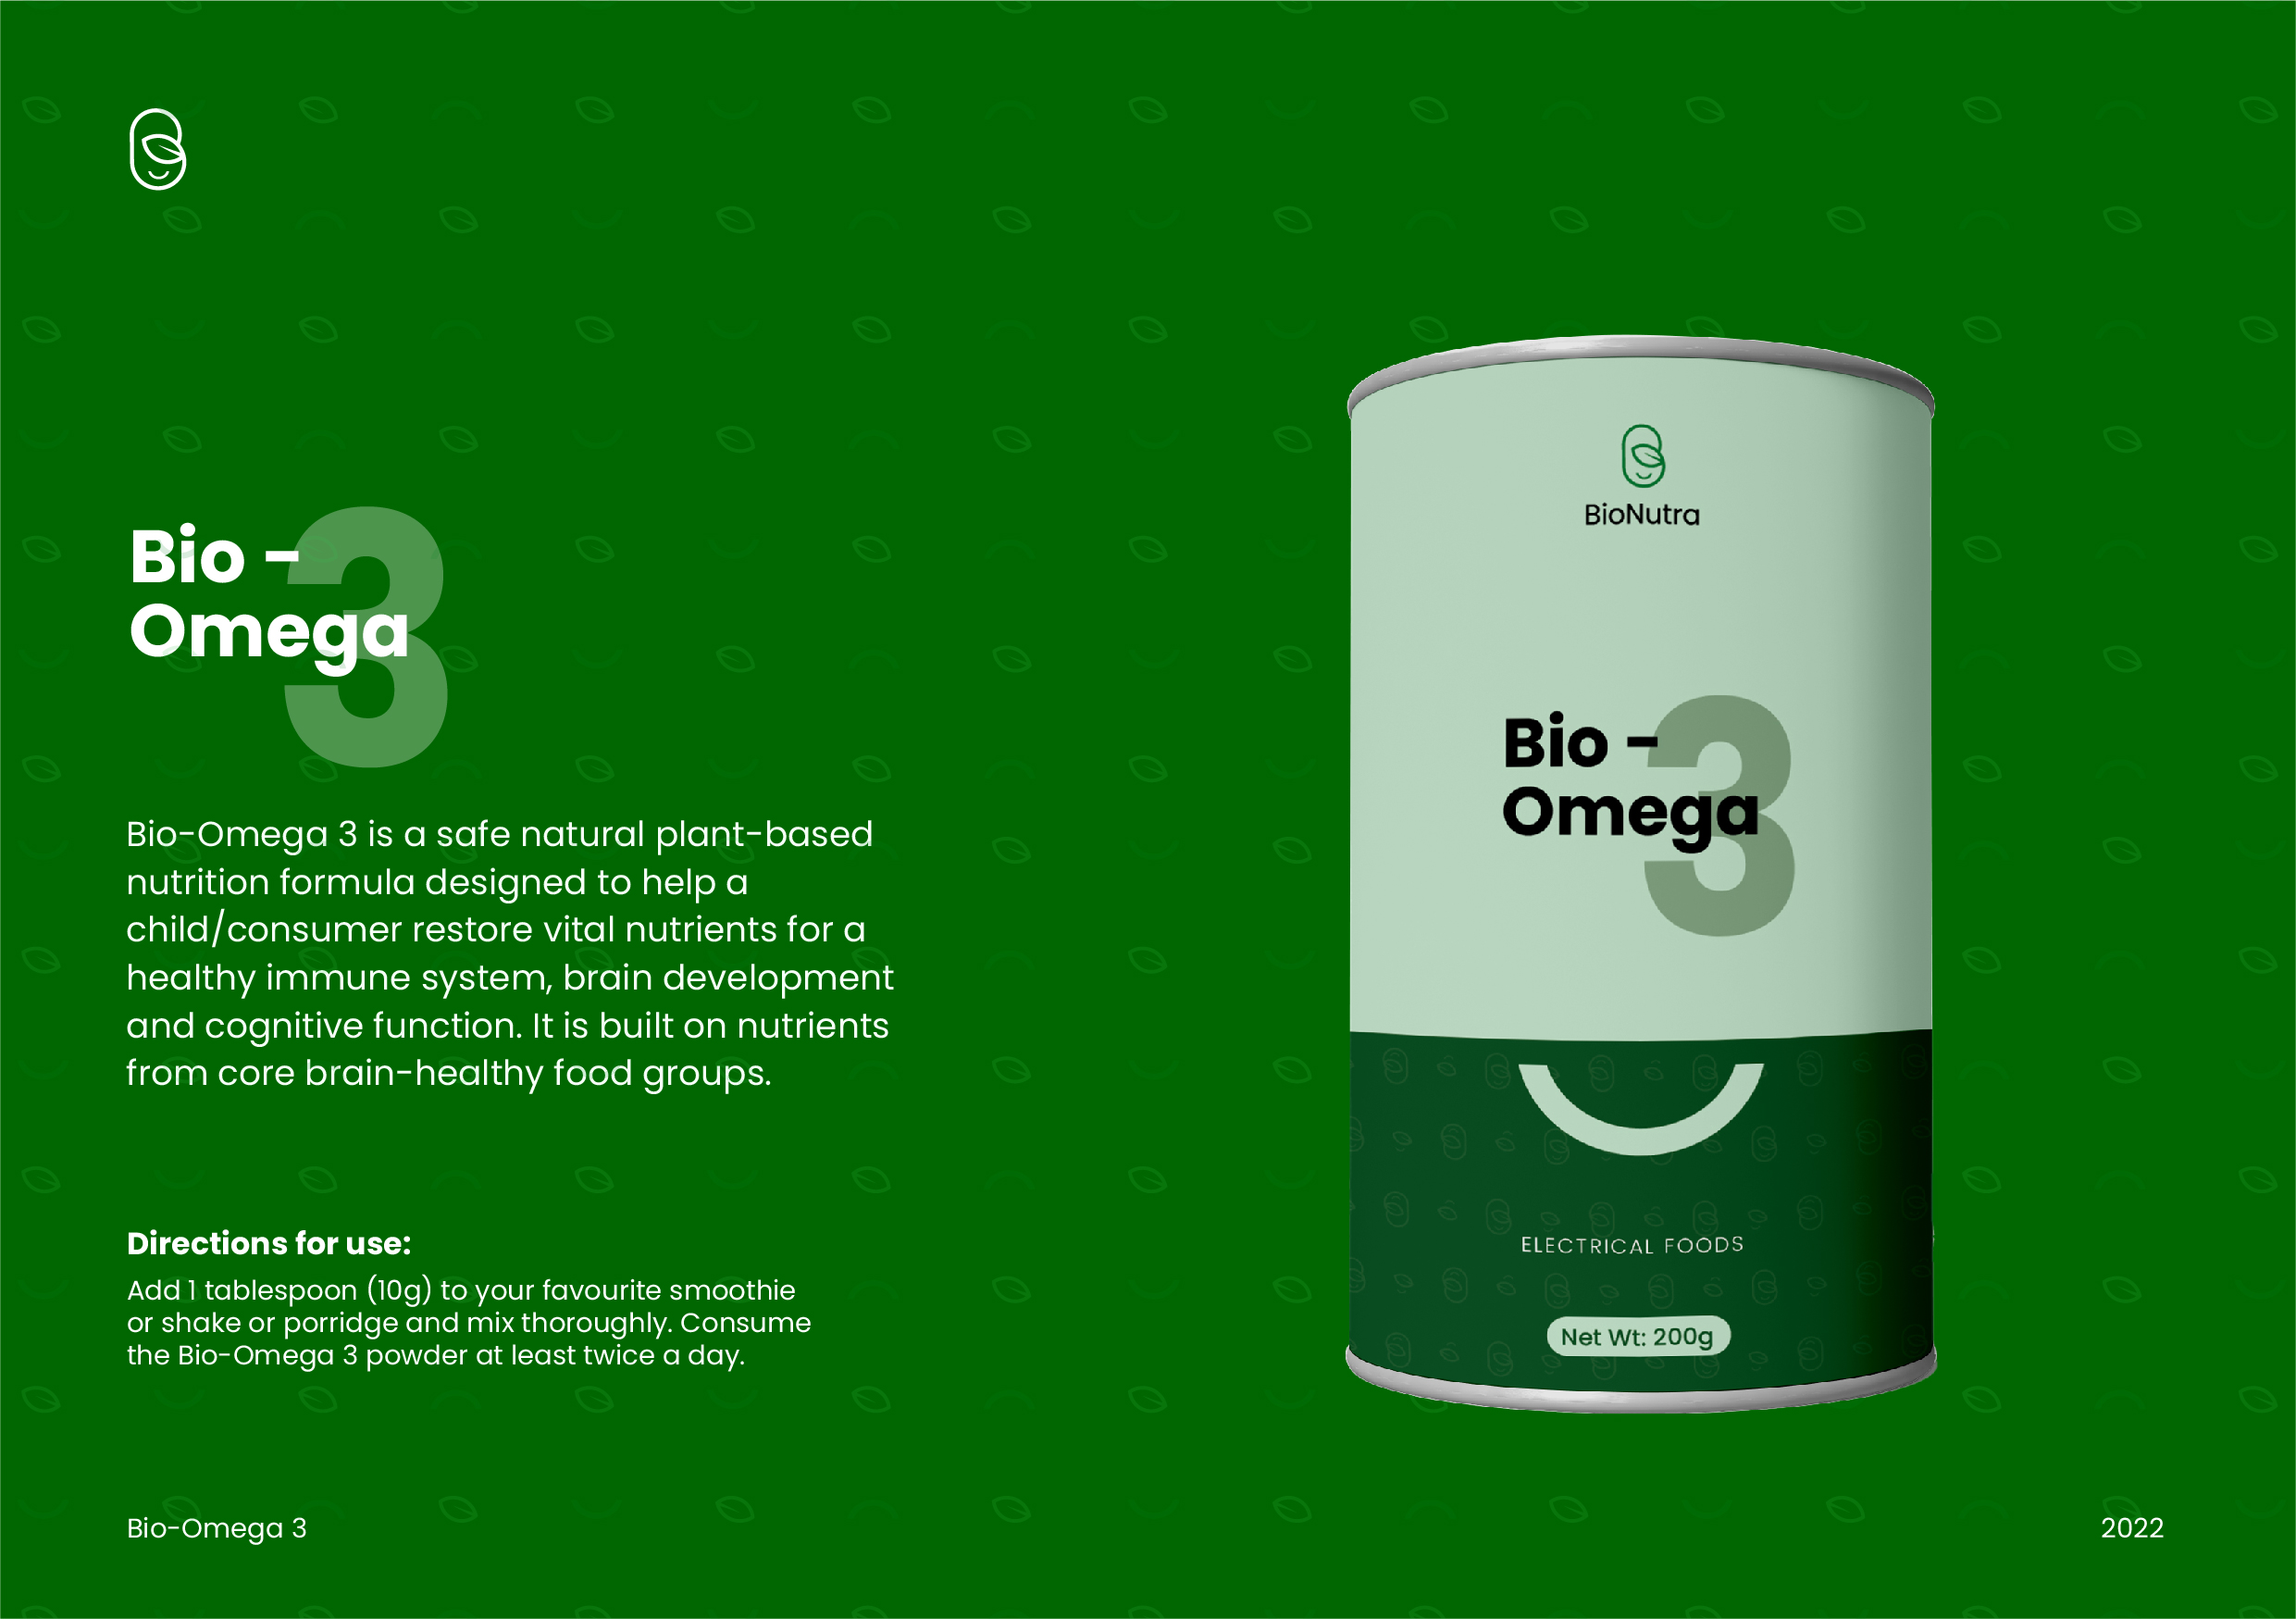 Bio -
Omega
3
Bio-Omega 3 is a safe natural plant-based
nutrition formula designed to help a
child/consumer restore vital nutrients for a
healthy immune system, brain development
and cognitive function. It is built on nutrients
from core brain-healthy food groups.
Directions for use:
Add 1 tablespoon (10g) to your favourite smoothie
or shake or porridge and mix thoroughly. Consume
the Bio-Omega 3 powder at least twice a day.
BioNutra
Bio -
Omega
3
ELECTRICAL FOODS
Net Wt: 200g
Bio-Omega 3
2022